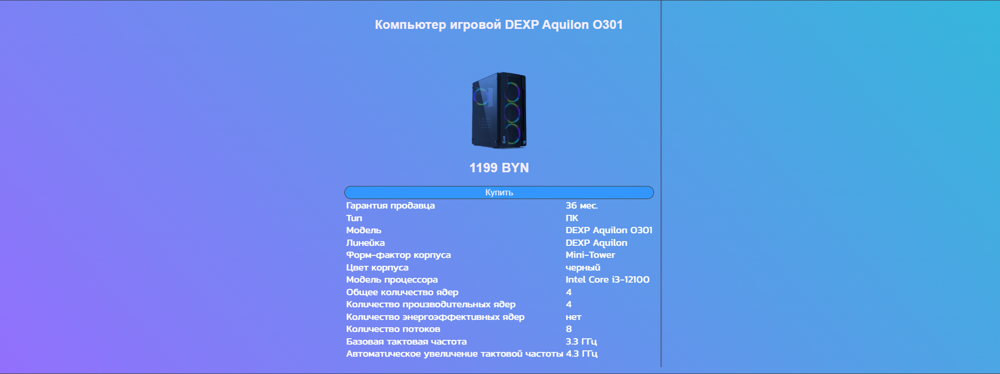 Компьютер игровой DEXP Aquilon O301
1199 BYN
Купить
Гарантия продавца 36 мес.
Тип ПК
Модель DEXP Aquilon O301
Линейка DEXP Aquilon
Форм-фактор корпуса Mini-Tower
Цвет корпуса черный
Модель процессора Intel Core i3-12100
Общее количество ядер 4
Количество производительных ядер 4
Количество энергоэффективных ядер нет
Количество потоков 8
Базовая тактовая частота 3.3 ГГц
Автоматическое увеличение тактовой частоты 4.3 ГГц